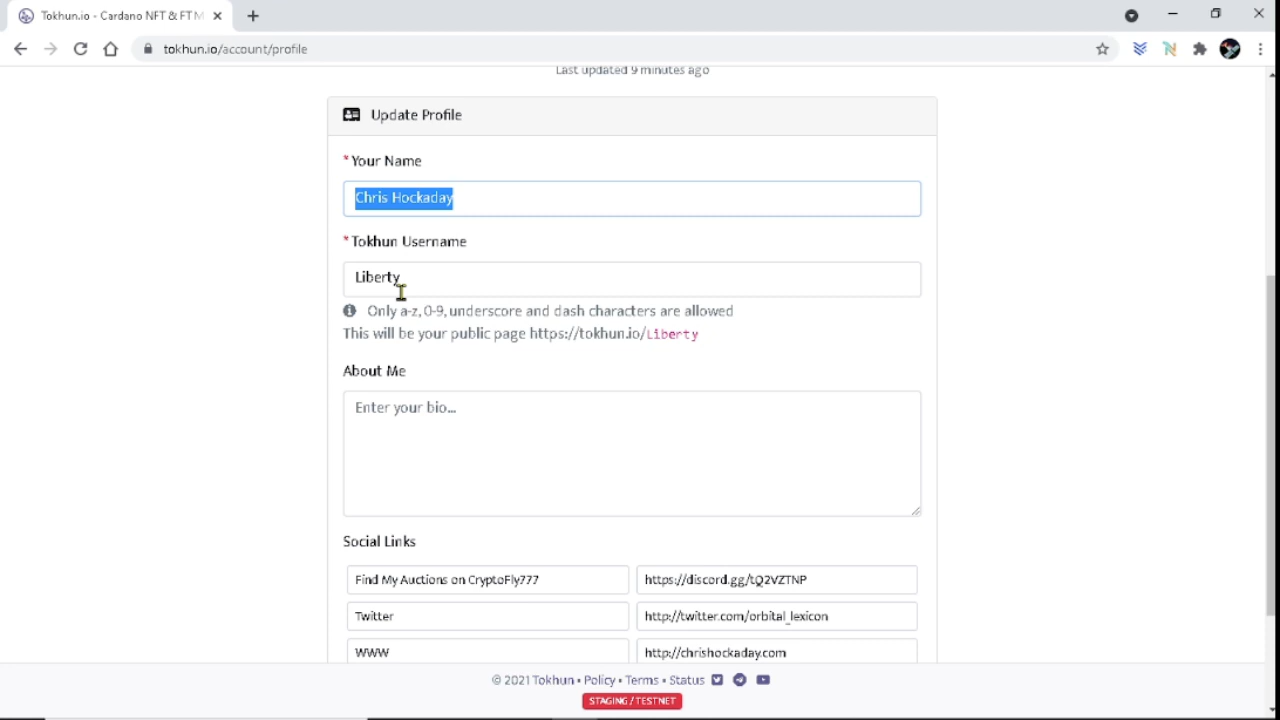 Tokhun.io - Cardano NFT & FT M
tokhun.io/account/profile
Last updated 9 minutes ago
Update Profile
* Your Name
Chris Hockaday
* Tokhun Username
Liberty
Only a-z, 0-9, underscore and dash characters are allowed
This will be your public page https://tokhun.io/Liberty
About Me
Enter your bio...
Social Links
Find My Auctions on CryptoFly777 https://discord.gg/tQ2VZTNP
Twitter http://twitter.com/orbital_lexicon
WWW http://chrishockaday.com
© 2021 Tokhun • Policy • Terms • Status
STAGING / TESTNET